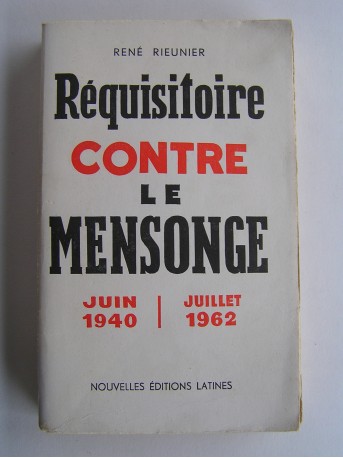 RENÉ RIEUNIER
Réquisitoire
CONTRE
LE
MENSONGE
JUIN | JUILLET
1940 | 1962
NOUVELLES ÉDITIONS LATINES